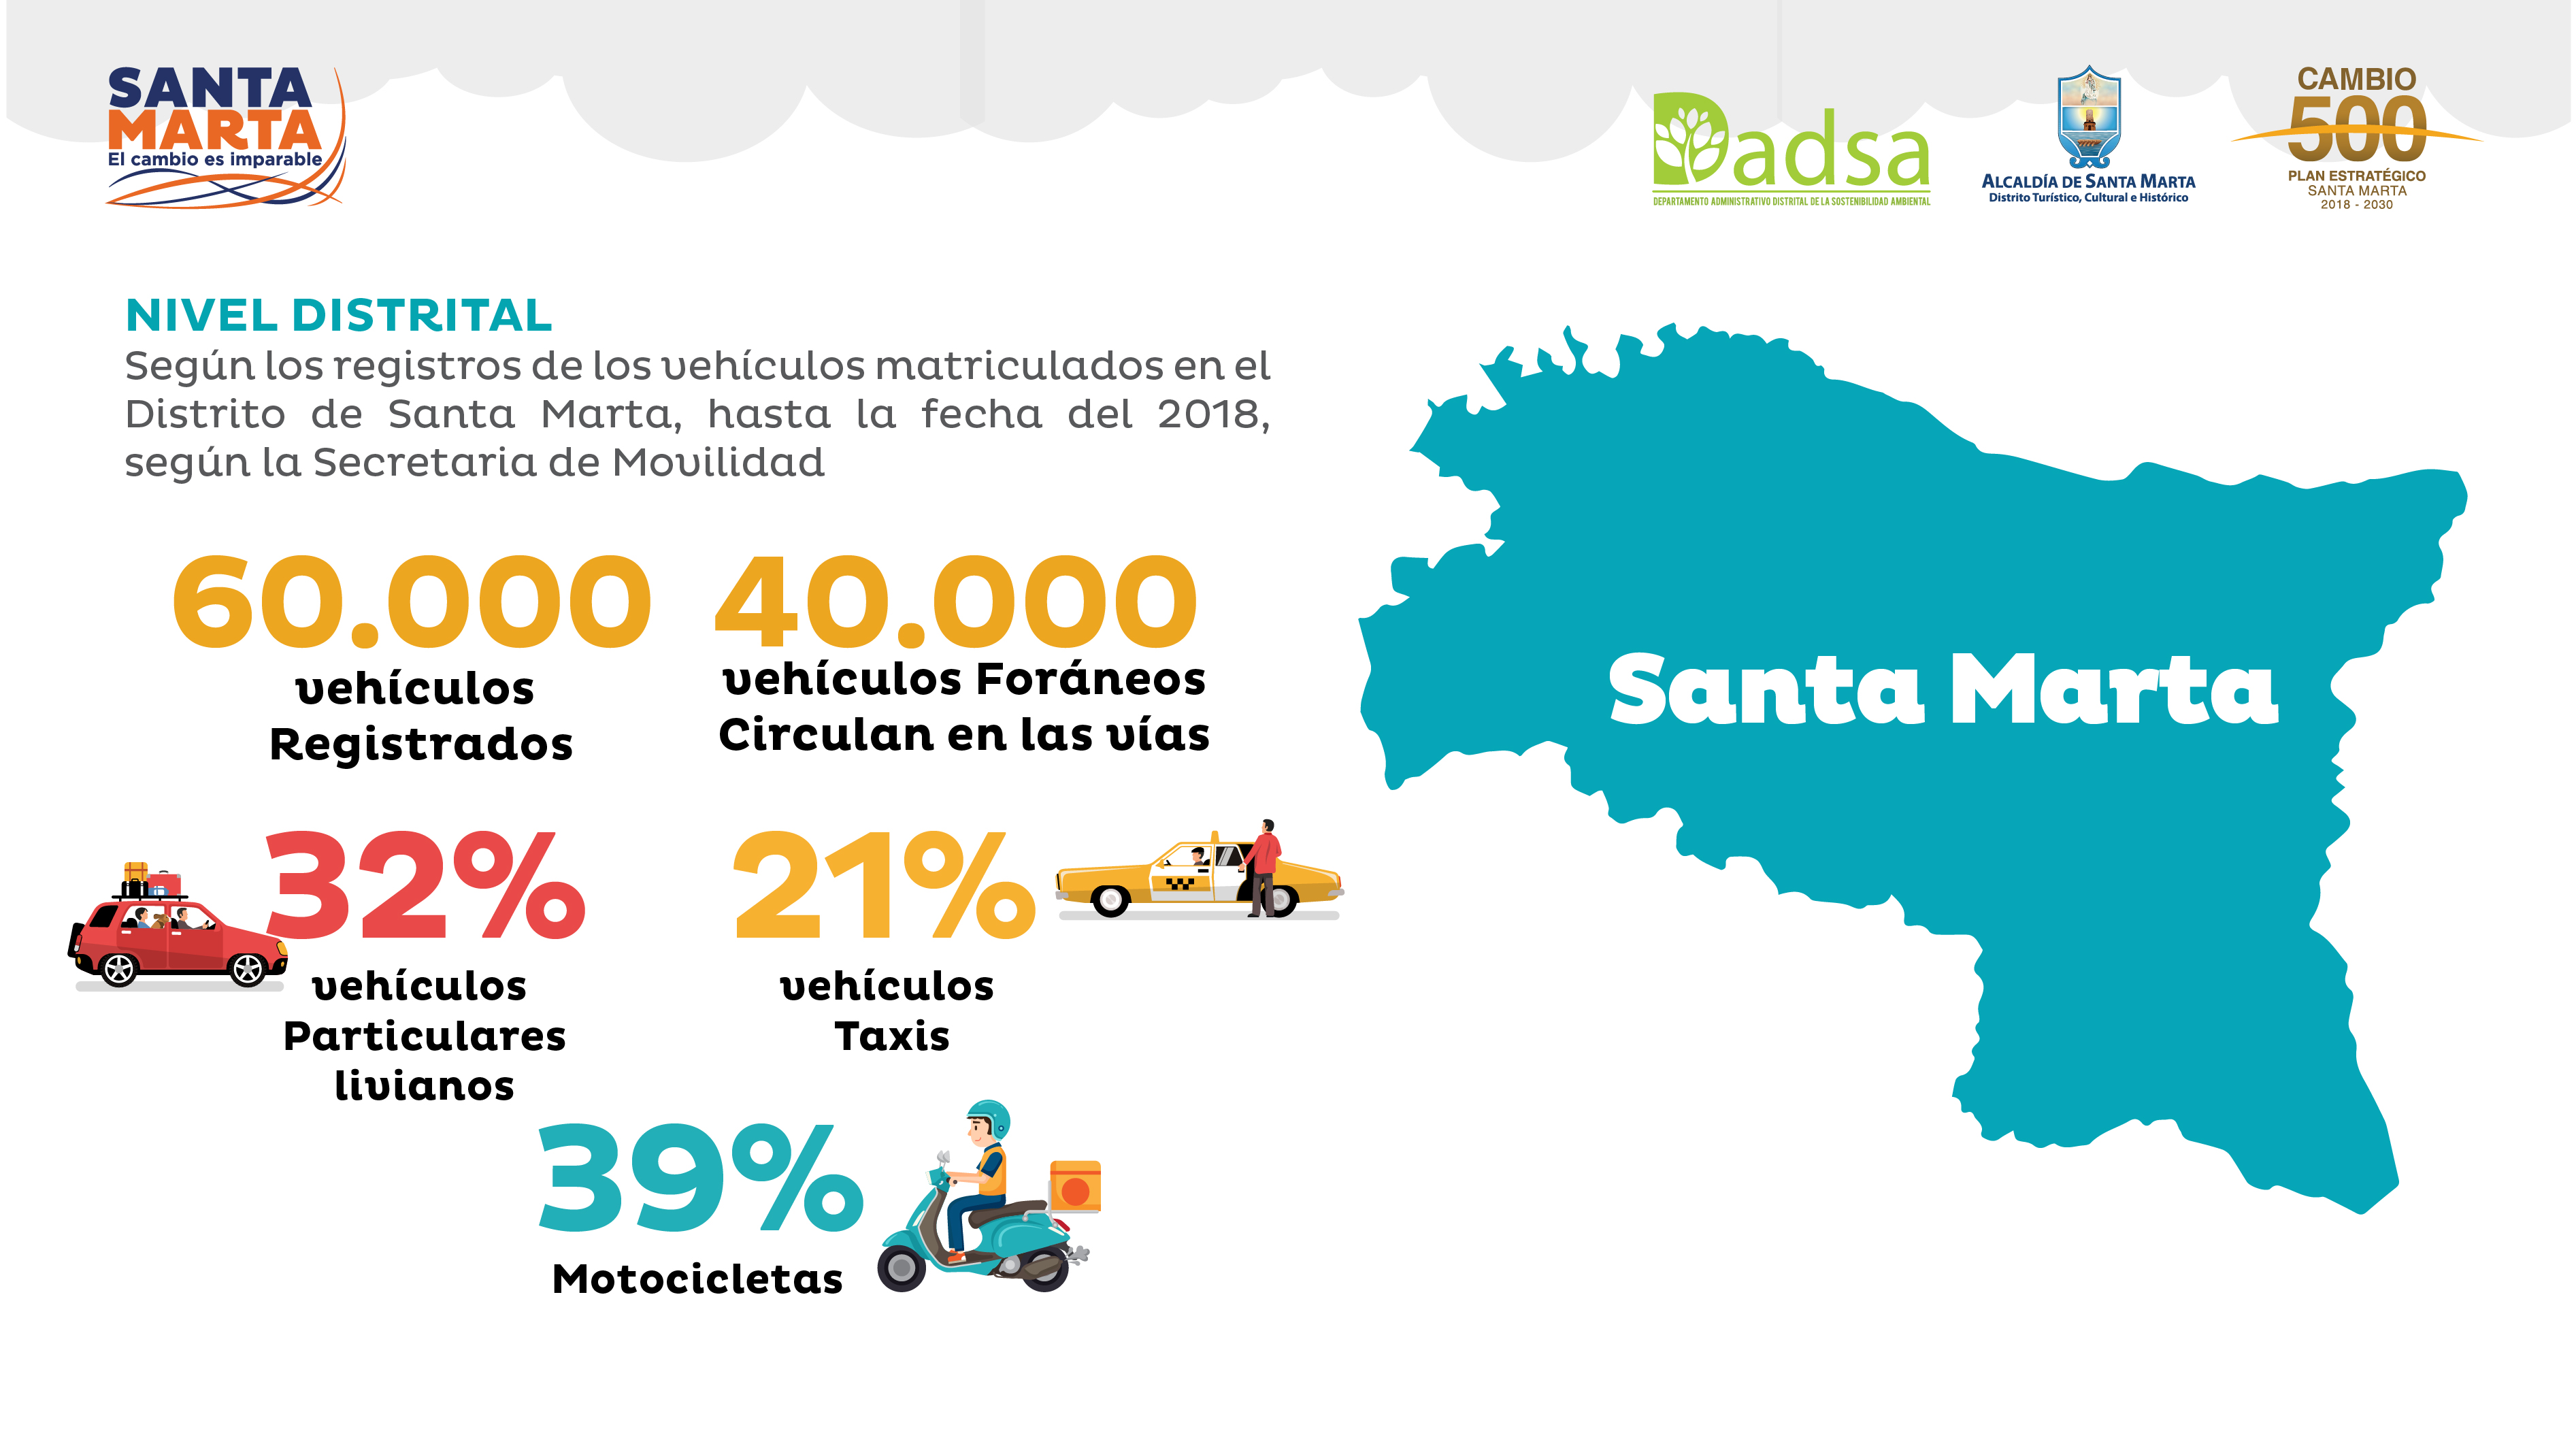 SANTA
MARTA
El cambio es imparable
Dadsa
DEPARTAMENTO ADMINISTRATIVO DISTRITAL DE LA SOSTENIBILIDAD AMBIENTAL
ALCALDÍA DE SANTA MARTA
Distrito Turístico, Cultural e Histórico
CAMBIO
500
PLAN ESTRATÉGICO
SANTA MARTA
2018 - 2030
NIVEL DISTRITAL
Según los registros de los vehículos matriculados en el
Distrito de Santa Marta, hasta la fecha del 2018,
según la Secretaria de Movilidad
60.000
vehículos
Registrados
40.000
vehículos Foráneos
Circulan en las vías
32%
vehículos
Particulares
livianos
21%
vehículos
Taxis
39%
Motocicletas
Santa Marta